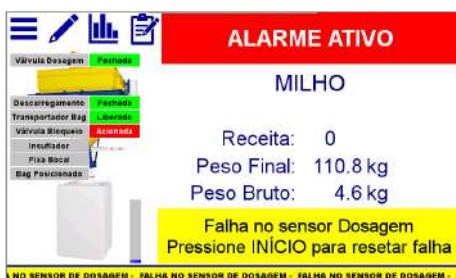 ALARME ATIVO
Válvula Dosagem Fechada
MILHO
Descarregamento Fechada
Transportador Bag Liberado
Válvula Bloqueio Acionada
Insuflador
Fixa Bocal
Bag Posicionado
Receita: 0
Peso Final: 110.8 kg
Peso Bruto: 4.6 kg
Falha no sensor Dosagem
Pressione INÍCIO para resetar falha
A NO SENSOR DE DOSAGEM - FALHA NO SENSOR DE DOSAGEM - FALHA NO SENSOR DE DOSAGEM -